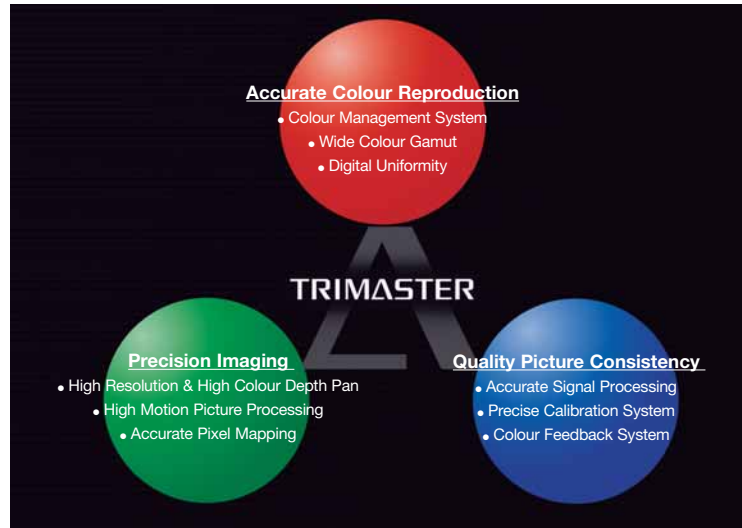 Accurate Colour Reproduction
• Colour Management System
• Wide Colour Gamut
• Digital Uniformity
TRIMASTER
Precision Imaging
• High Resolution & High Colour Depth Pan
• High Motion Picture Processing
• Accurate Pixel Mapping
Quality Picture Consistency
• Accurate Signal Processing
• Precise Calibration System
• Colour Feedback System